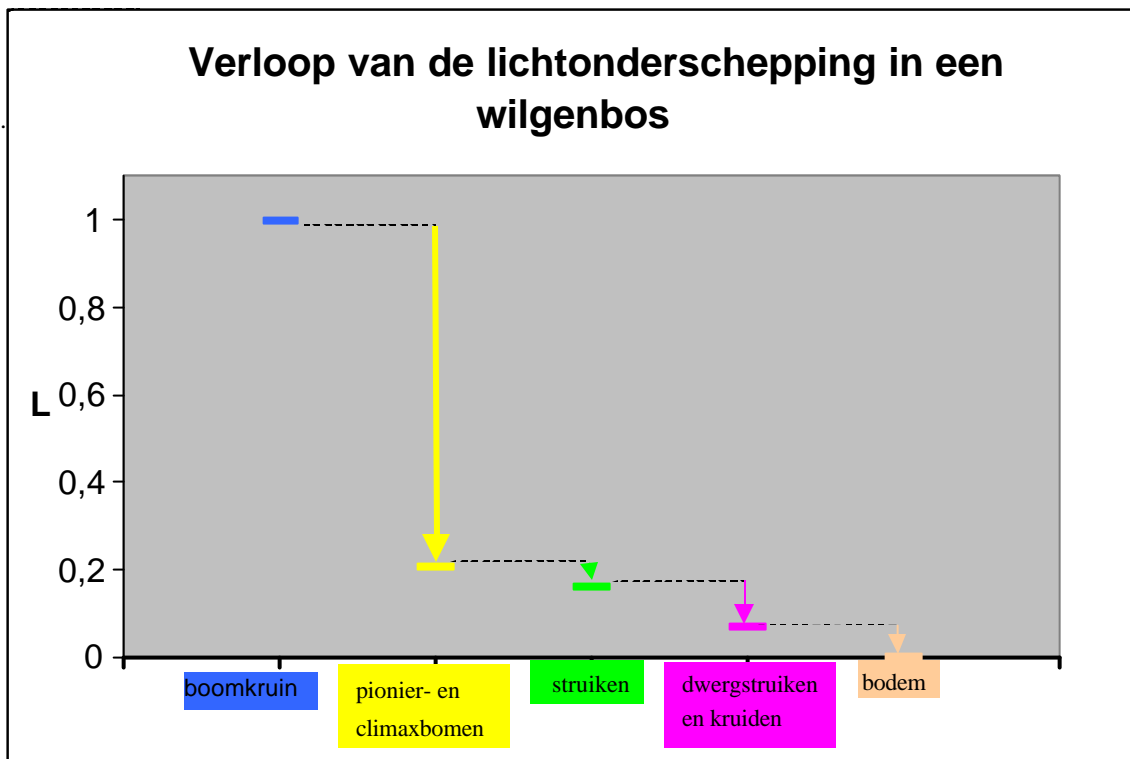 Verloop van de lichtonderschepping in een
wilgenbos
1
0,8
0,6
L
0,4
0,2
0
boomkruin
pionier- en
climaxbomen
struiken
dwergstruiken
en kruiden
bodem